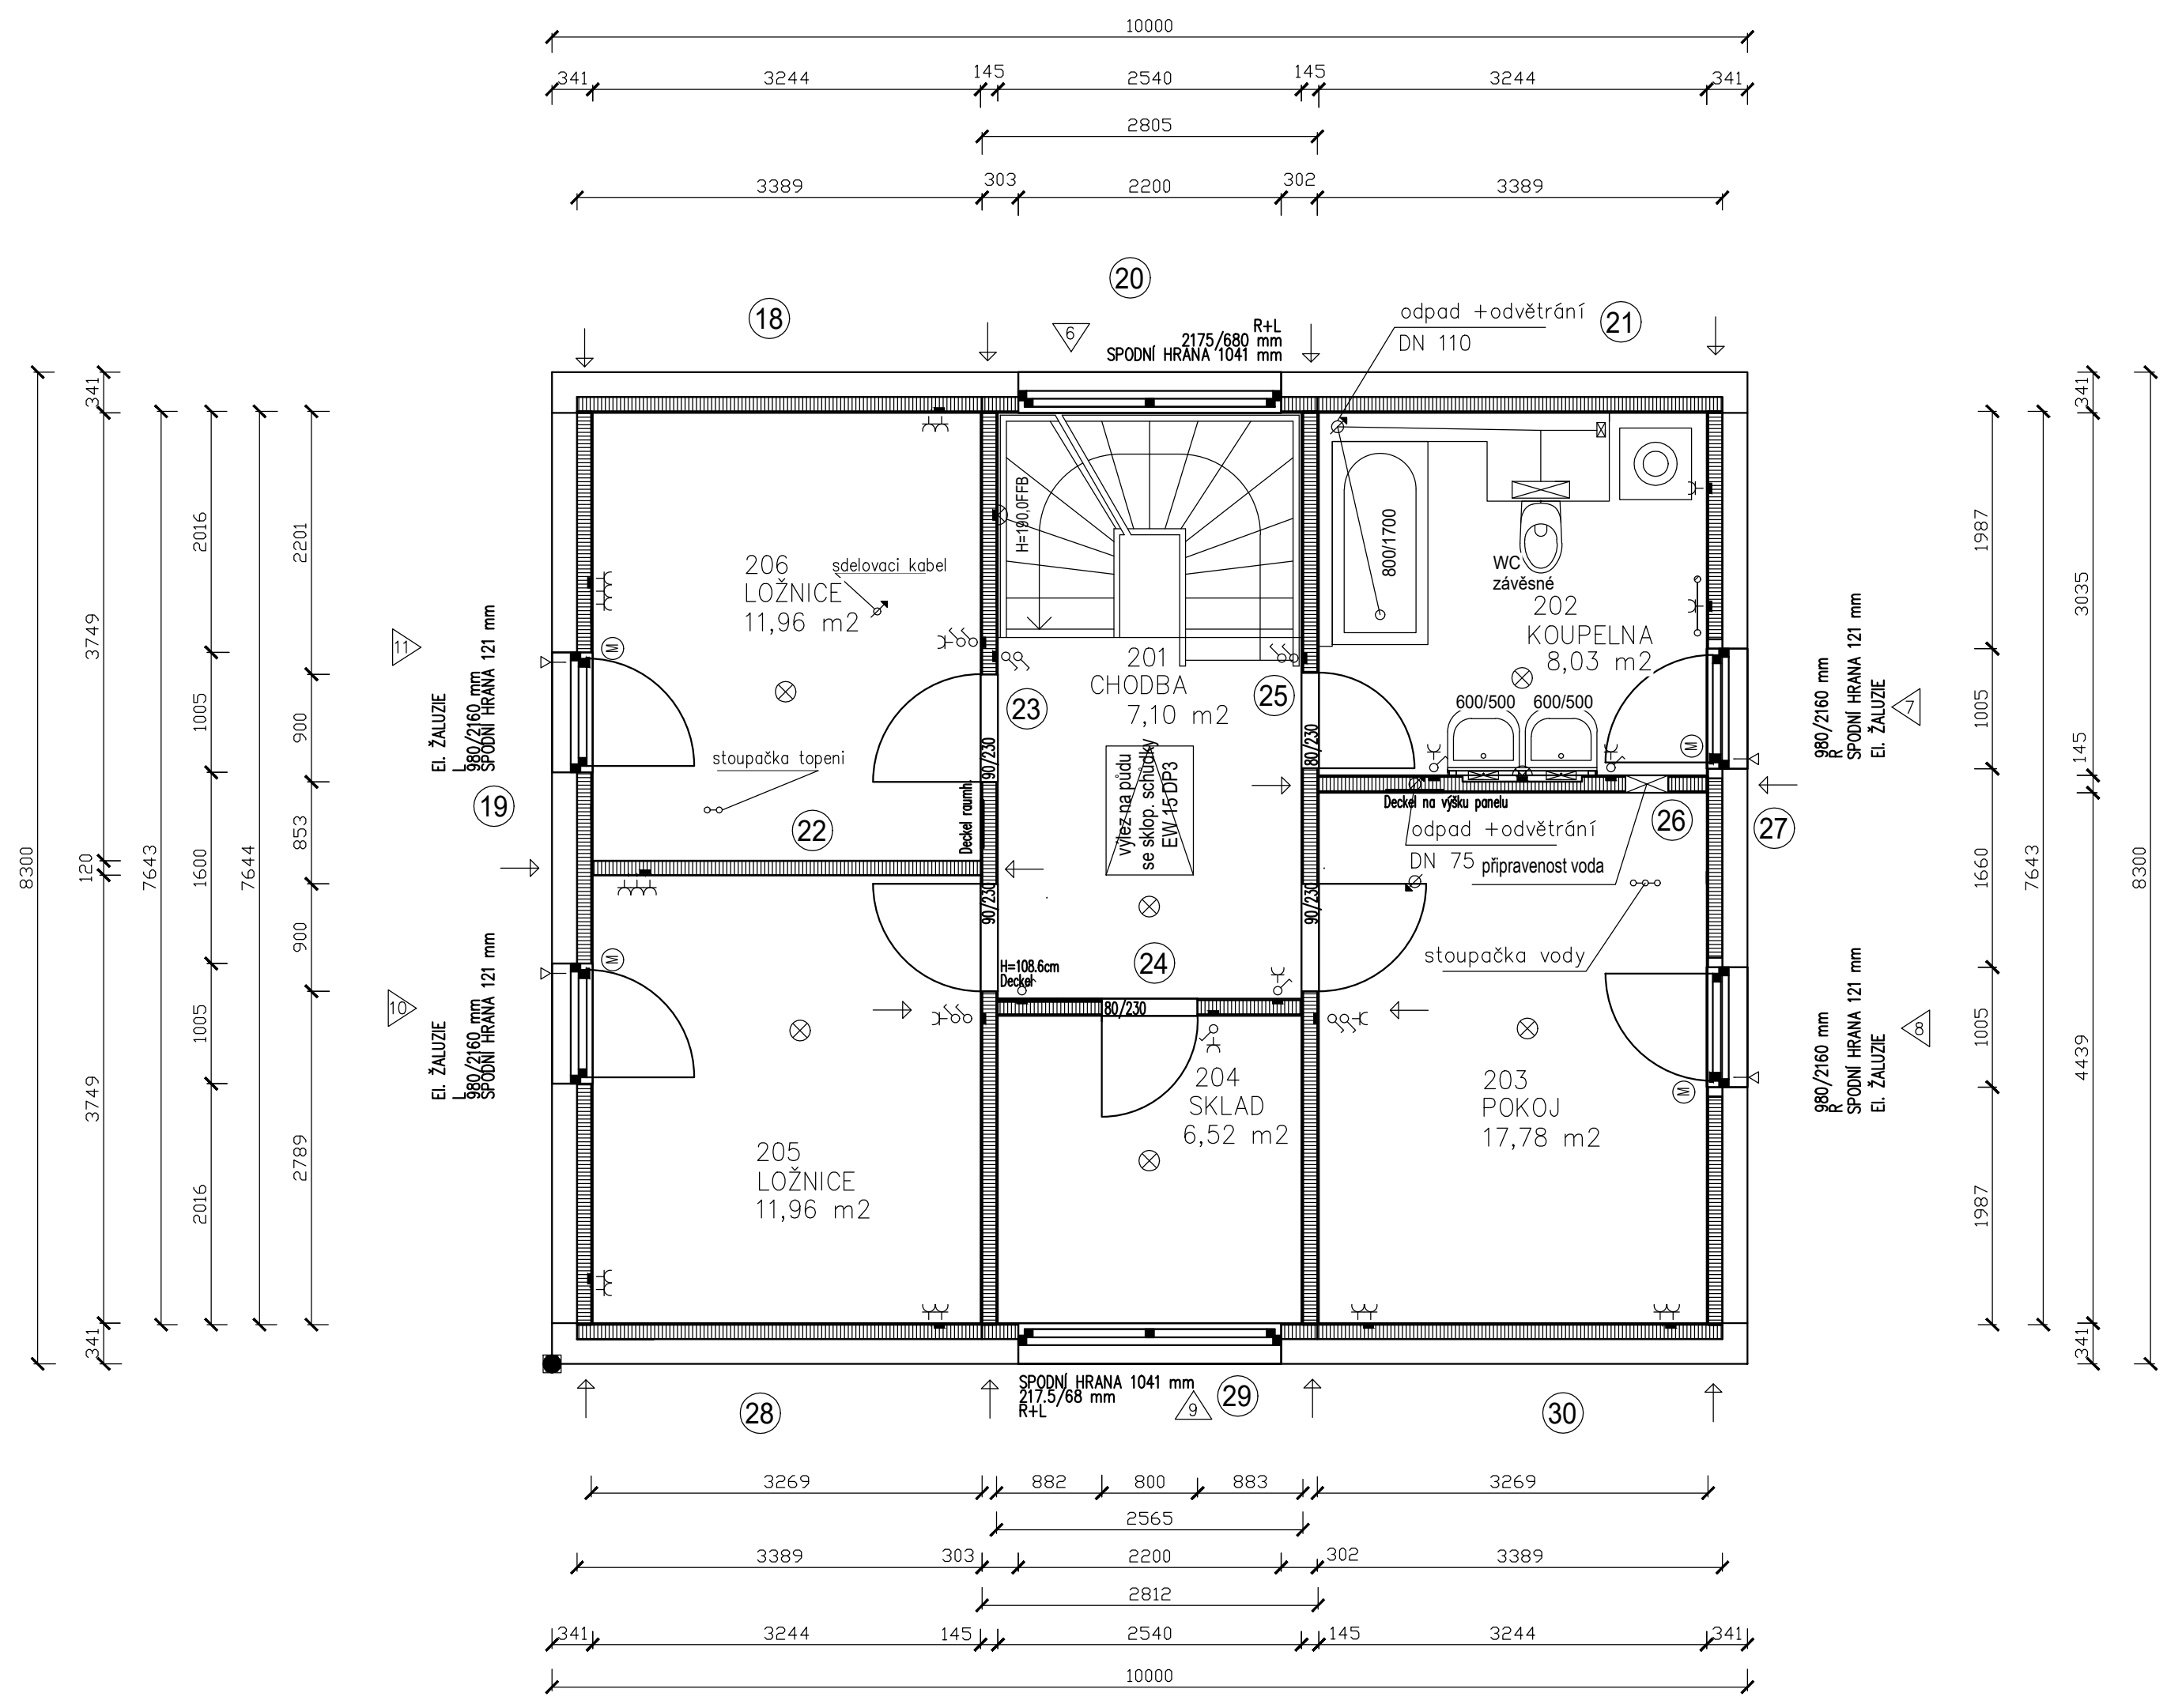 10000
341 3244 145 2540 145 3244 341
2805
3389 303 2200 302 3389
18
20
21
6
R+L
2175/680 mm
SPODNÍ HRANA 1041 mm
odpad +odvětrání
DN 110
8300
341 3749 120 3749 341
7643
2016 1005 1600 1005 2016
7644
2201 900 853 900 2789
11
El. ŽALUZIE
L
980/2160 mm
SPODNÍ HRANA 121 mm
19
10
El. ŽALUZIE
L
980/2160 mm
SPODNÍ HRANA 121 mm
206
LOŽNICE
11,96 m2
sdelovaci kabel
M
stoupačka topeni
22
Deckel raumh.
90/230
90/230
M
205
LOŽNICE
11,96 m2
H=190,0FFB
201
CHODBA
7,10 m2
23
25
výlez na půdu
se sklop. schůdky
EW 15 DP3
24
H=108.6cm
Deckel
80/230
204
SKLAD
6,52 m2
800/1700
WC
závěsné
202
KOUPELNA
8,03 m2
600/500 600/500
80/230
M
Deckel na výšku panelu
odpad +odvětrání
DN 75
připravenost voda
26
27
90/230
stoupačka vody
203
POKOJ
17,78 m2
M
980/2160 mm
R
SPODNÍ HRANA 121 mm
El. ŽALUZIE
7
980/2160 mm
R
SPODNÍ HRANA 121 mm
El. ŽALUZIE
8
1987 1005 1660 1005 1987
7643
341 3035 145 4439 341
8300
SPODNÍ HRANA 1041 mm
217.5/68 mm
R+L
9
29
28
30
3269 882 800 883 3269
2565
3389 303 2200 302 3389
2812
341 3244 145 2540 145 3244 341
10000